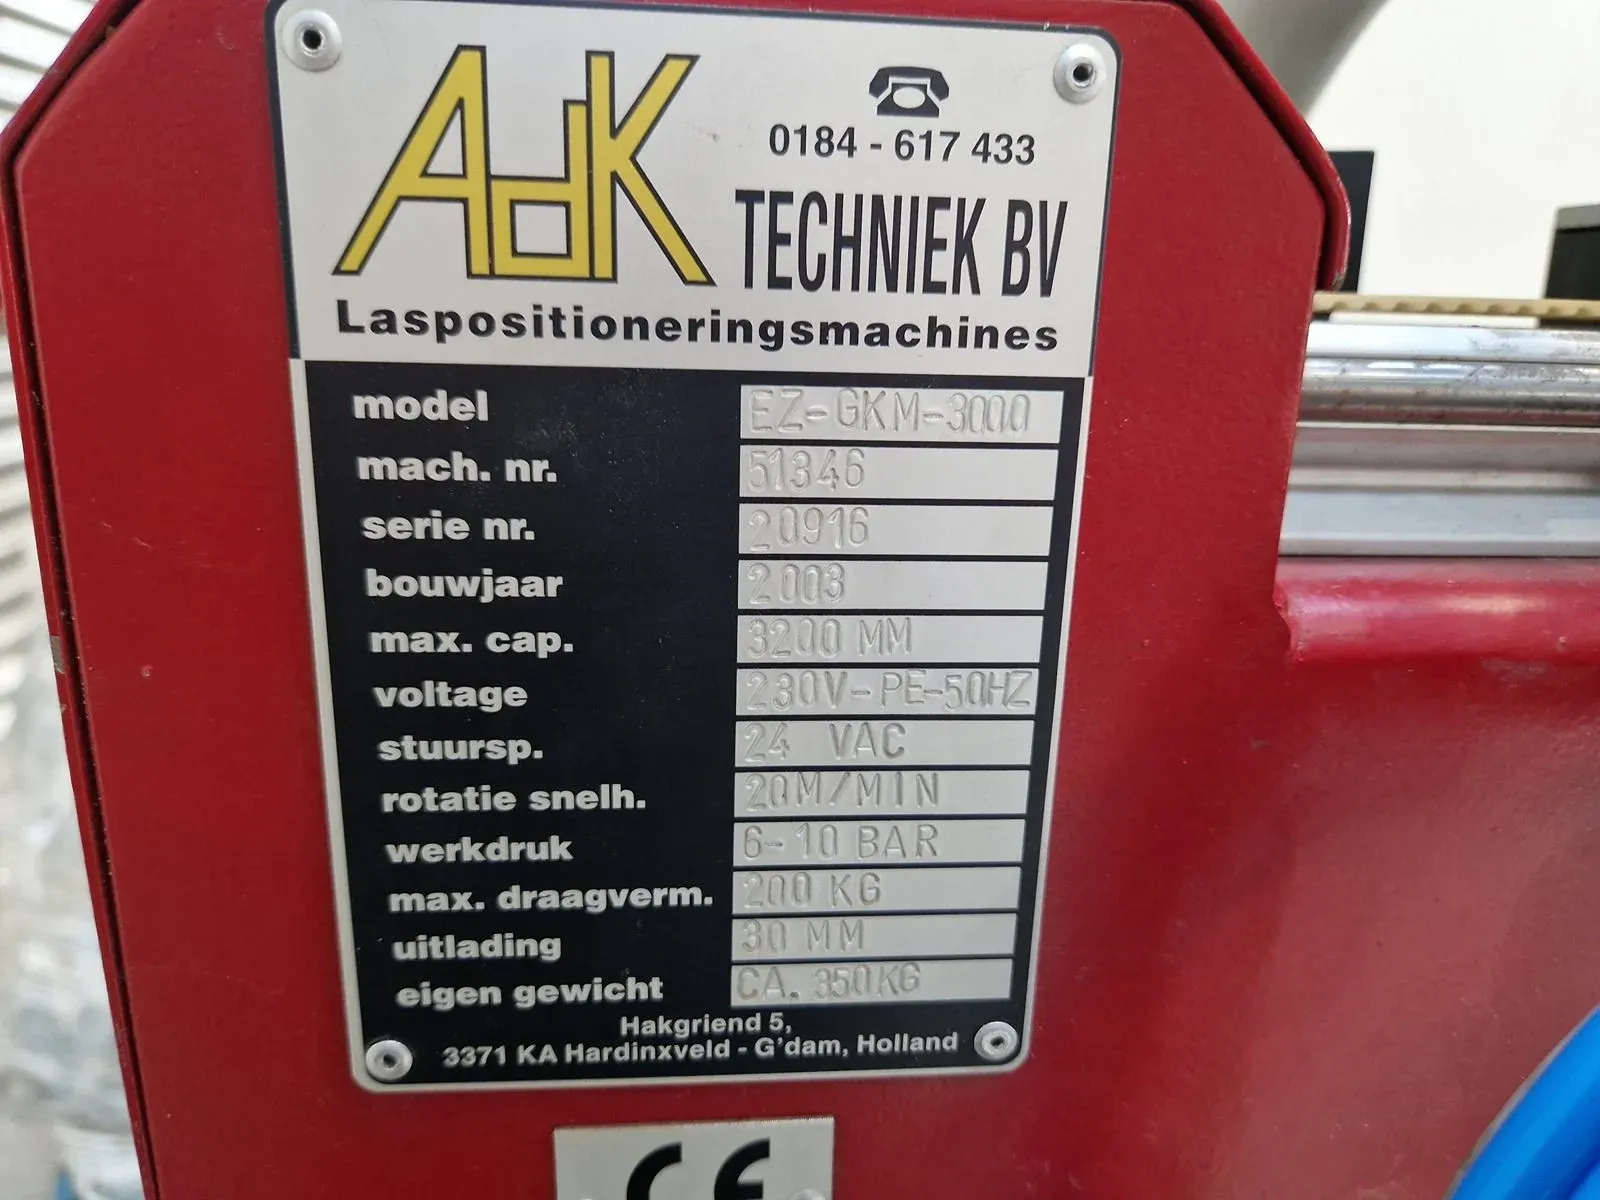 AdK
0184 - 617 433
TECHNIEK BV
Laspositioneringsmachines
model EZ-GKM-3000
mach. nr. 51346
serie nr. 20916
bouwjaar 2003
max. cap. 3200 MM
voltage 230V-PE-50HZ
stuursp. 24 VAC
rotatie snelh. 20M/MIN
werkdruk 6-10 BAR
max. draagverm. 200 KG
uitlading 30 MM
eigen gewicht CA. 350KG
Hakgriend 5,
3371 KA Hardinxveld - G'dam, Holland
CE